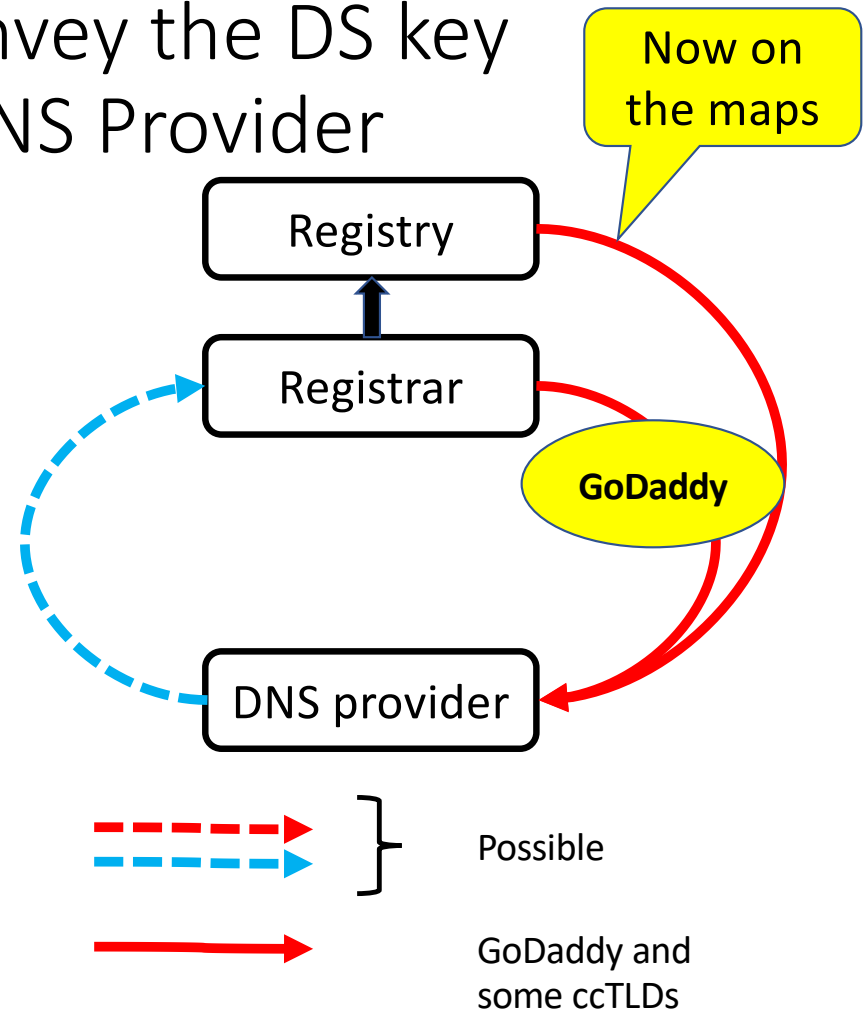 nvey the DS key
NS Provider
Now on
the maps
Registry
Registrar
GoDaddy
DNS provider
Possible
GoDaddy and
some ccTLDs